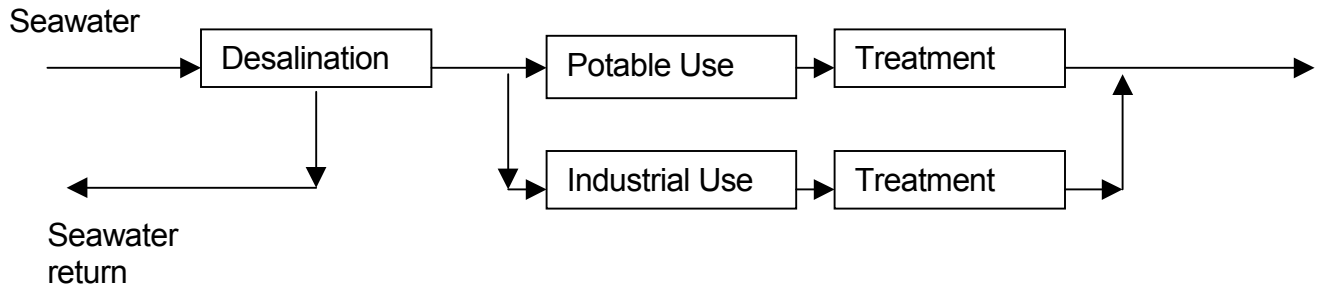 Seawater
Desalination
Potable Use
Treatment
Industrial Use
Treatment
Seawater
return